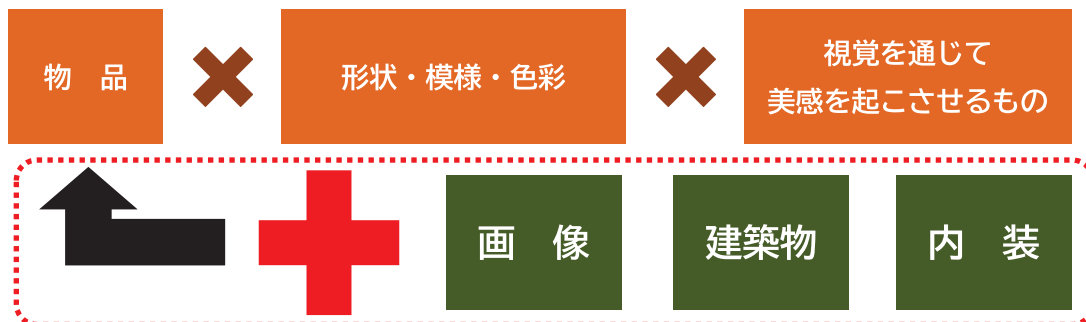 物　品
形状・模様・色彩
視覚を通じて
美感を起こさせるもの
画　像
建築物
内　装